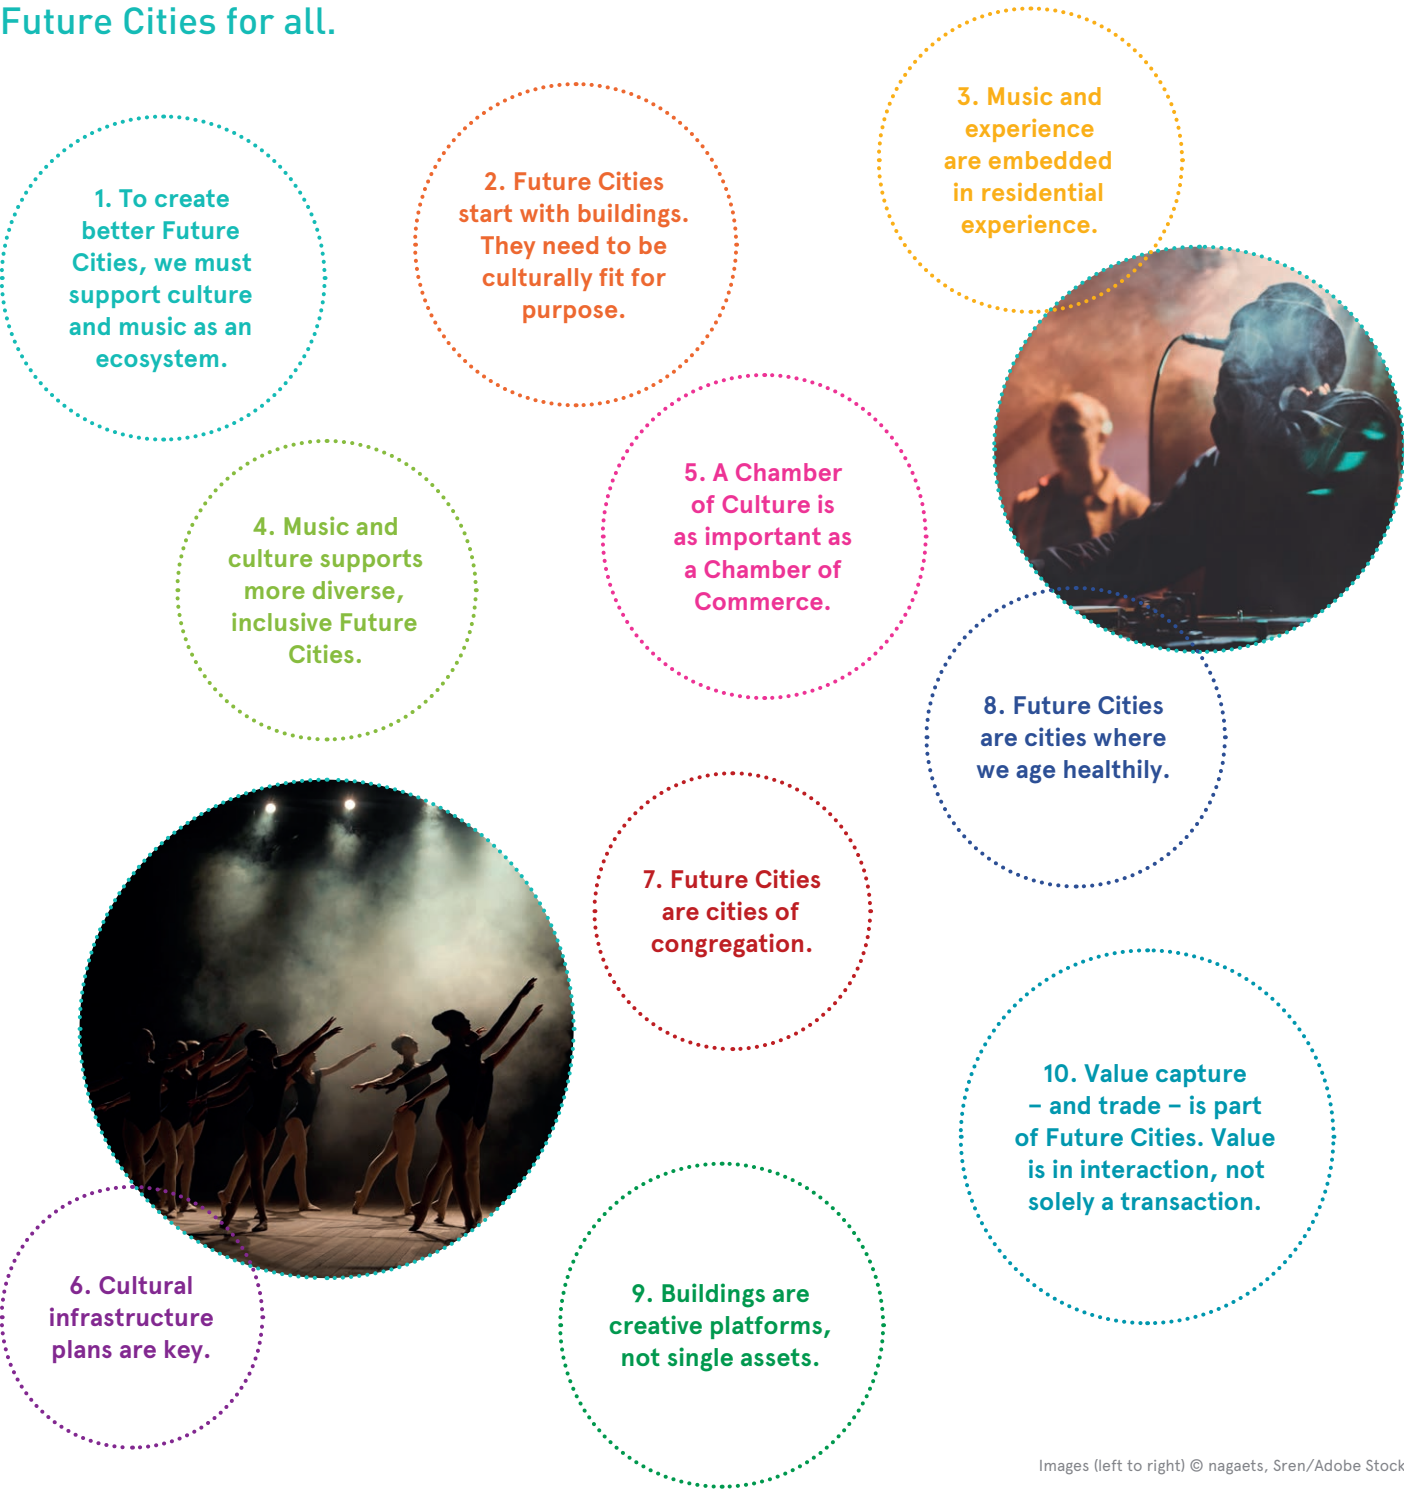 Future Cities for all.
1. To create
better Future
Cities, we must
support culture
and music as an
ecosystem.
2. Future Cities
start with buildings.
They need to be
culturally fit for
purpose.
3. Music and
experience
are embedded
in residential
experience.
4. Music and
culture supports
more diverse,
inclusive Future
Cities.
5. A Chamber
of Culture is
as important as
a Chamber of
Commerce.
6. Cultural
infrastructure
plans are key.
7. Future Cities
are cities of
congregation.
8. Future Cities
are cities where
we age healthily.
9. Buildings are
creative platforms,
not single assets.
10. Value capture
– and trade – is part
of Future Cities. Value
is in interaction, not
solely a transaction.
Images (left to right) © nagaets, Sren/Adobe Stock